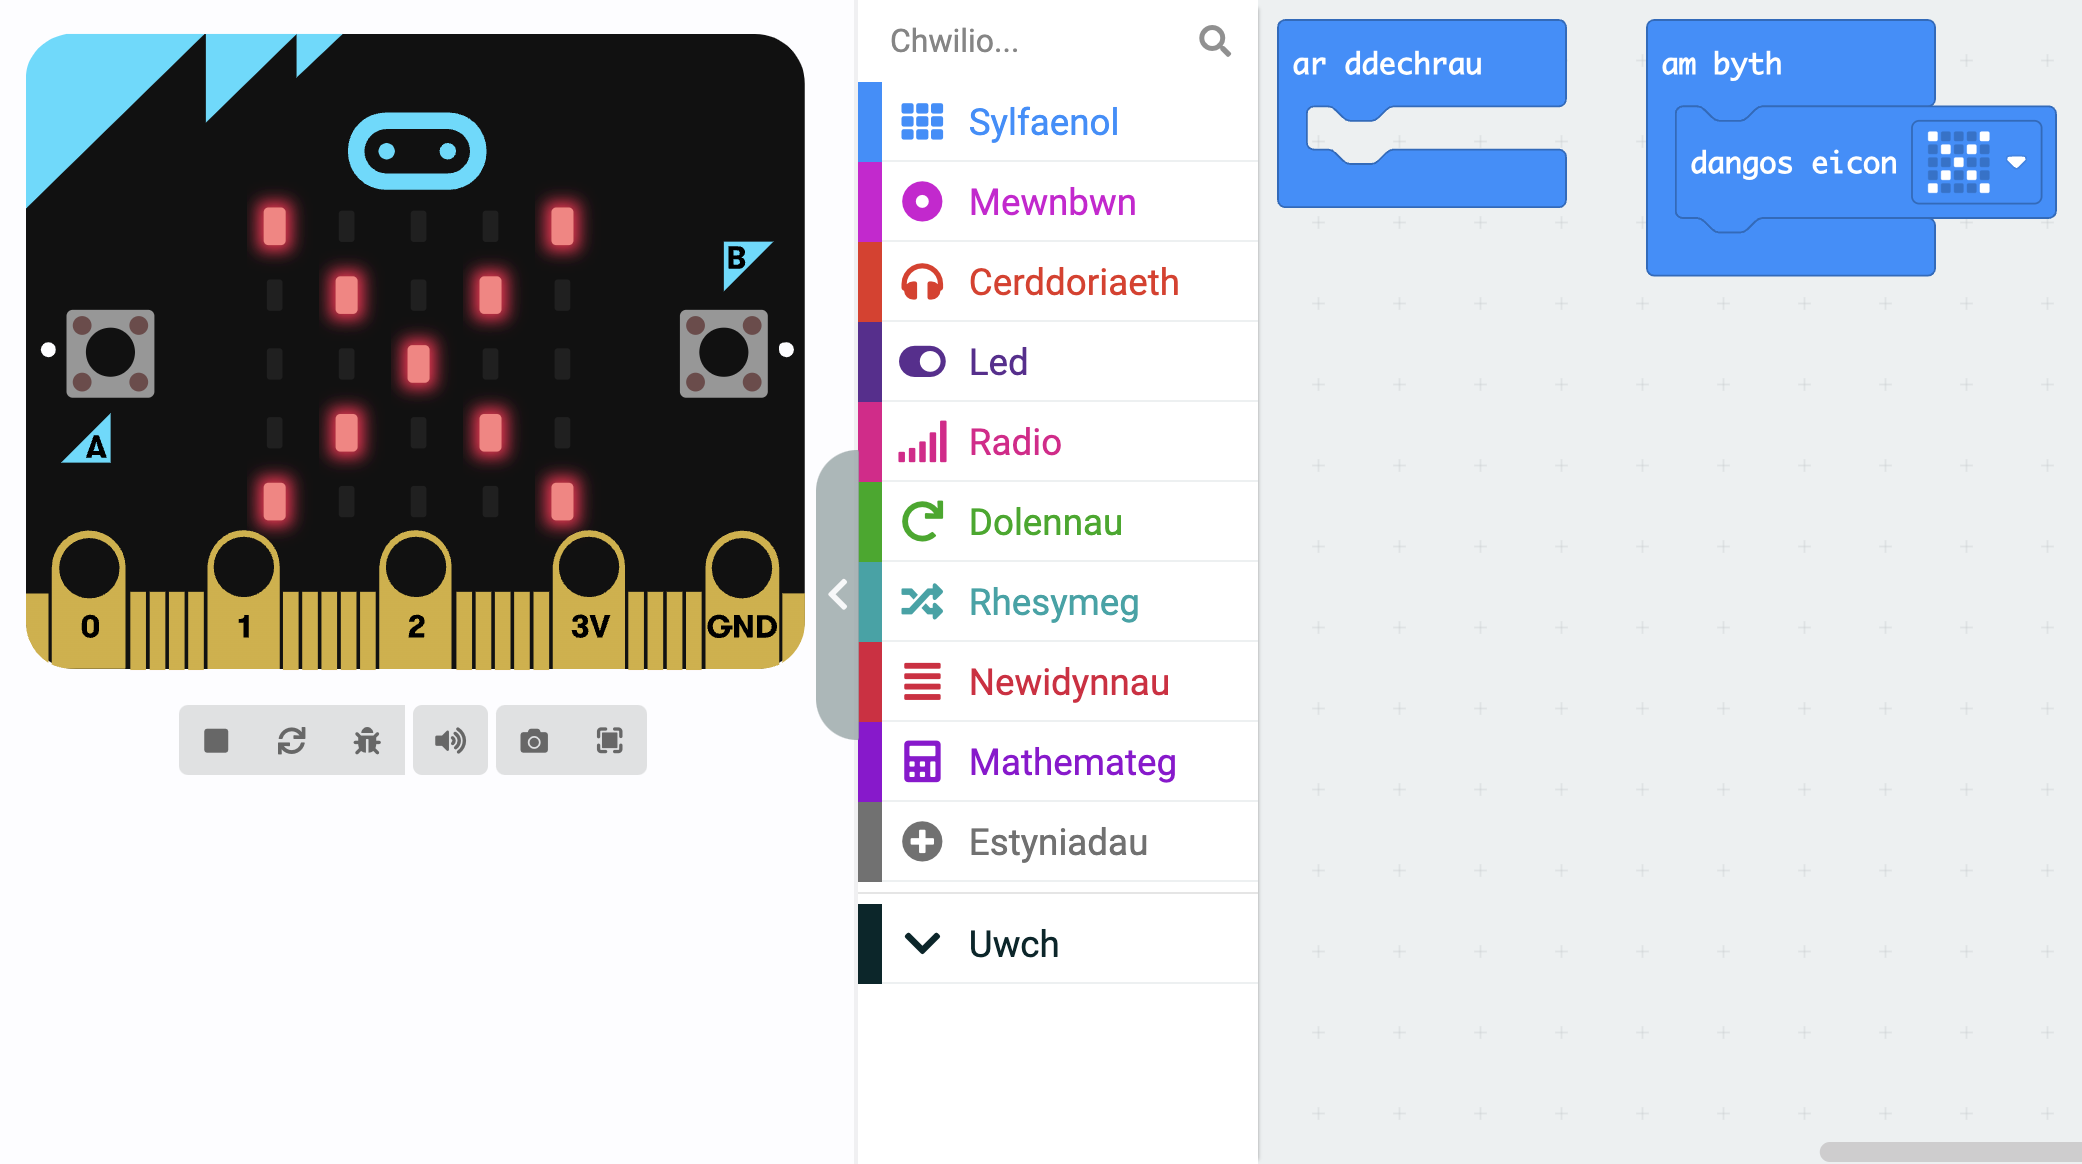 B
A
0 1 2 3V GND
Chwilio...
Sylfaenol
Mewnbwn
Cerddoriaeth
Led
Radio
Dolennau
Rhesymeg
Newidynnau
Mathemateg
Estyniadau
Uwch
ar ddechrau
am byth
dangos eicon